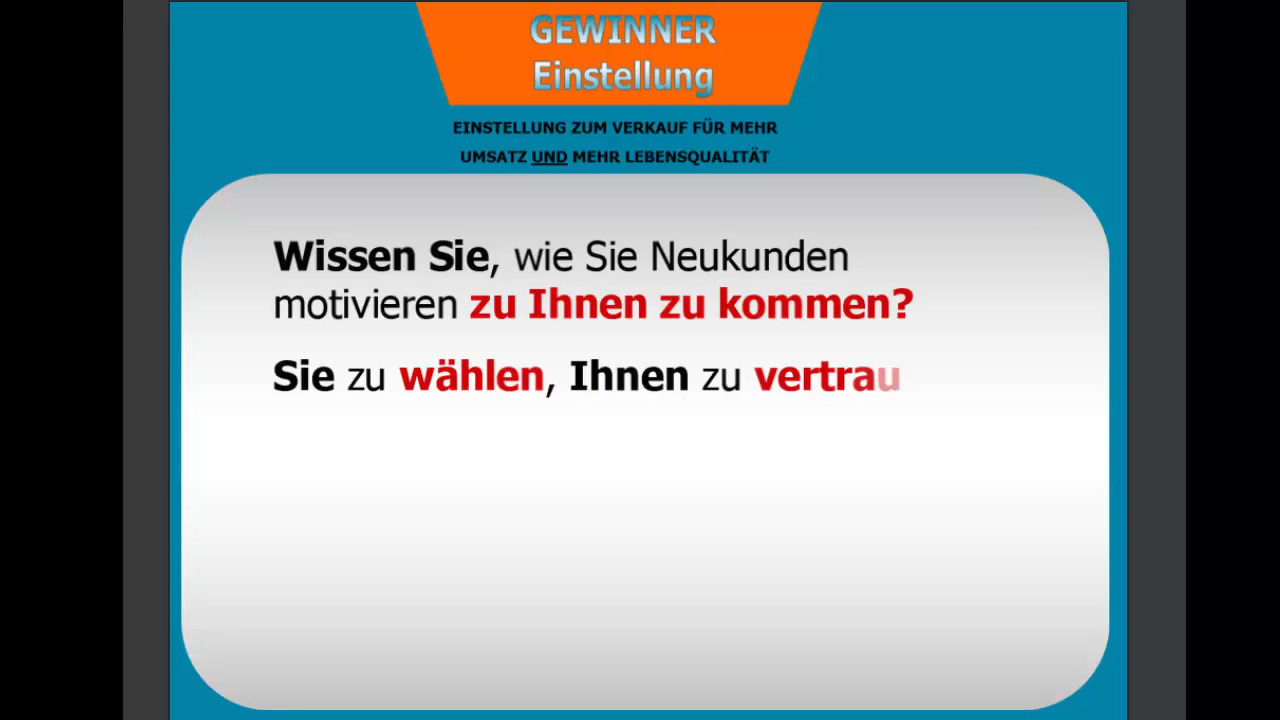 GEWINNER
Einstellung
EINSTELLUNG ZUM VERKAUF FÜR MEHR
UMSATZ UND MEHR LEBENSQUALITÄT
Wissen Sie, wie Sie Neukunden
motivieren zu Ihnen zu kommen?
Sie zu wählen, Ihnen zu vertrau